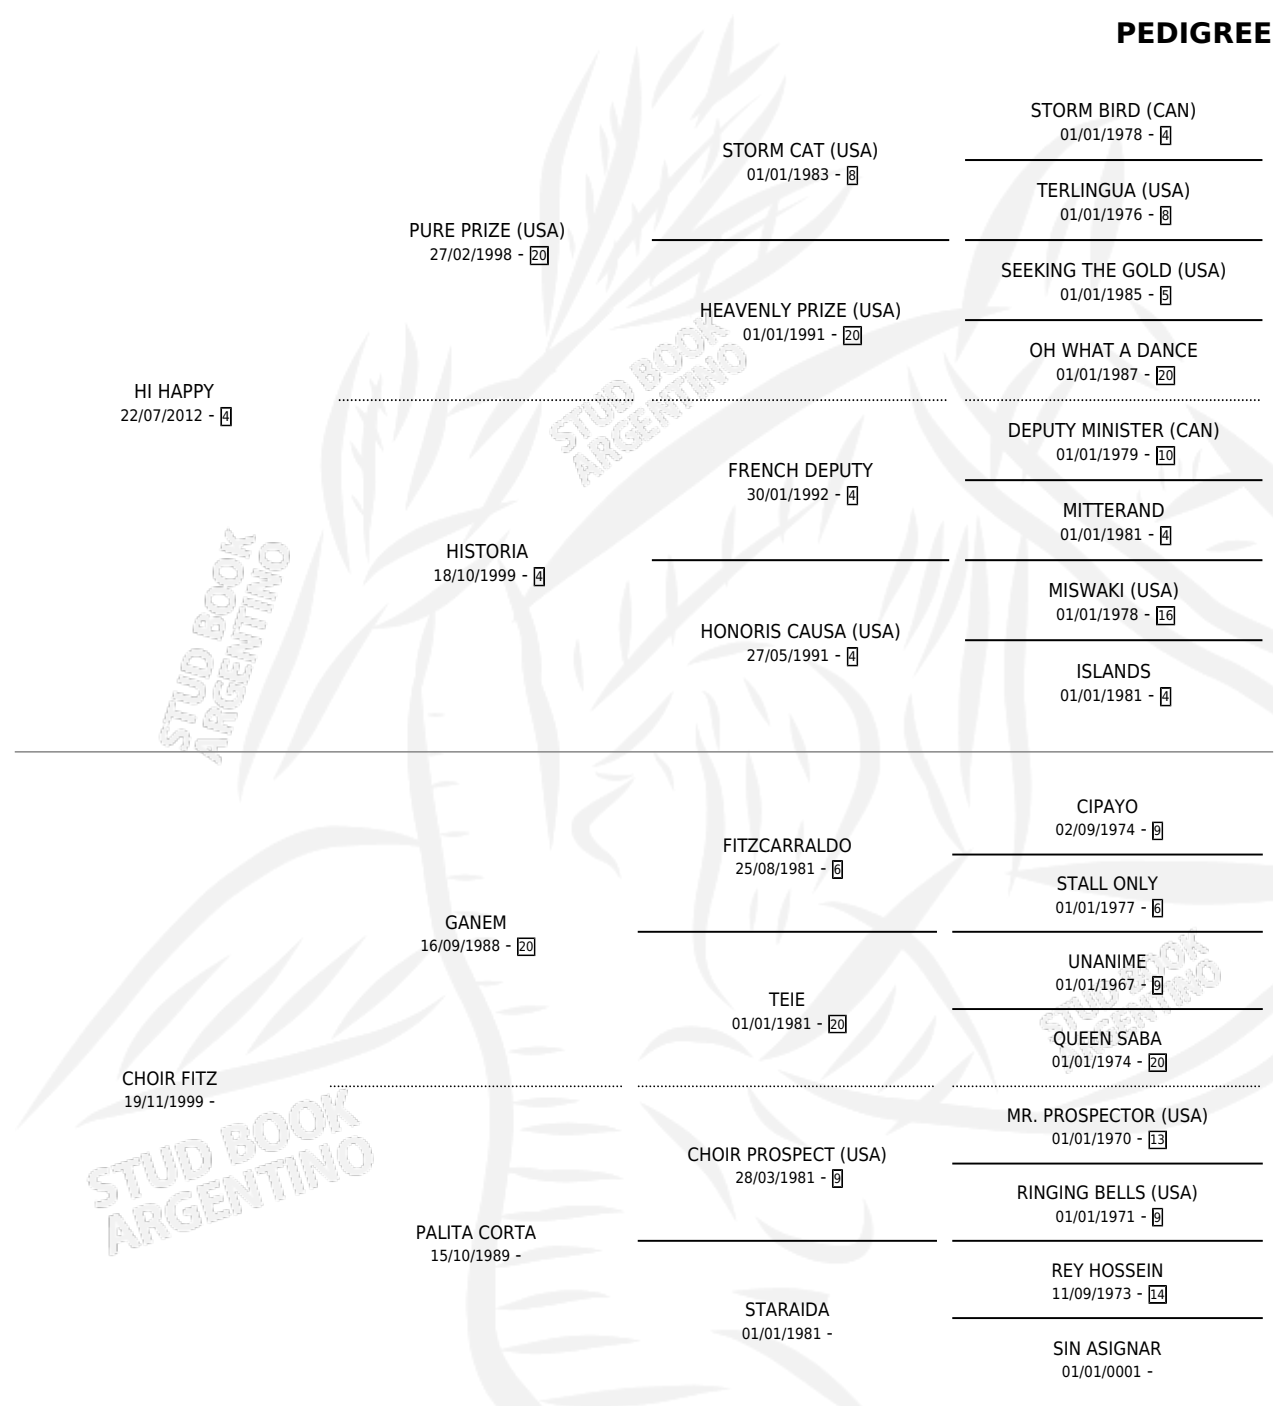 PEDIGREE
STORM BIRD (CAN)
01/01/1978 - 4
STORM CAT (USA)
01/01/1983 - 8
TERLINGUA (USA)
01/01/1976 - 8
PURE PRIZE (USA)
27/02/1998 - 20
SEEKING THE GOLD (USA)
01/01/1985 - 5
HEAVENLY PRIZE (USA)
01/01/1991 - 20
OH WHAT A DANCE
01/01/1987 - 20
HI HAPPY
22/07/2012 - 4
DEPUTY MINISTER (CAN)
01/01/1979 - 10
FRENCH DEPUTY
30/01/1992 - 4
MITTERAND
01/01/1981 - 4
HISTORIA
18/10/1999 - 4
MISWAKI (USA)
01/01/1978 - 16
HONORIS CAUSA (USA)
27/05/1991 - 4
ISLANDS
01/01/1981 - 4
CIPAYO
02/09/1974 - 9
FITZCARRALDO
25/08/1981 - 6
STALL ONLY
01/01/1977 - 6
GANEM
16/09/1988 - 20
UNANIME
01/01/1967 - 9
TEIE
01/01/1981 - 20
QUEEN SABA
01/01/1974 - 20
CHOIR FITZ
19/11/1999 -
MR. PROSPECTOR (USA)
01/01/1970 - 13
CHOIR PROSPECT (USA)
28/03/1981 - 9
RINGING BELLS (USA)
01/01/1971 - 9
PALITA CORTA
15/10/1989 -
REY HOSSEIN
11/09/1973 - 14
STARAIDA
01/01/1981 -
SIN ASIGNAR
01/01/0001 -
STUD BOOK
ARGENTINO
STUD BOOK
ARGENTINO
STUD BOOK
ARGENTINO
STUD BOOK
ARGENTINO